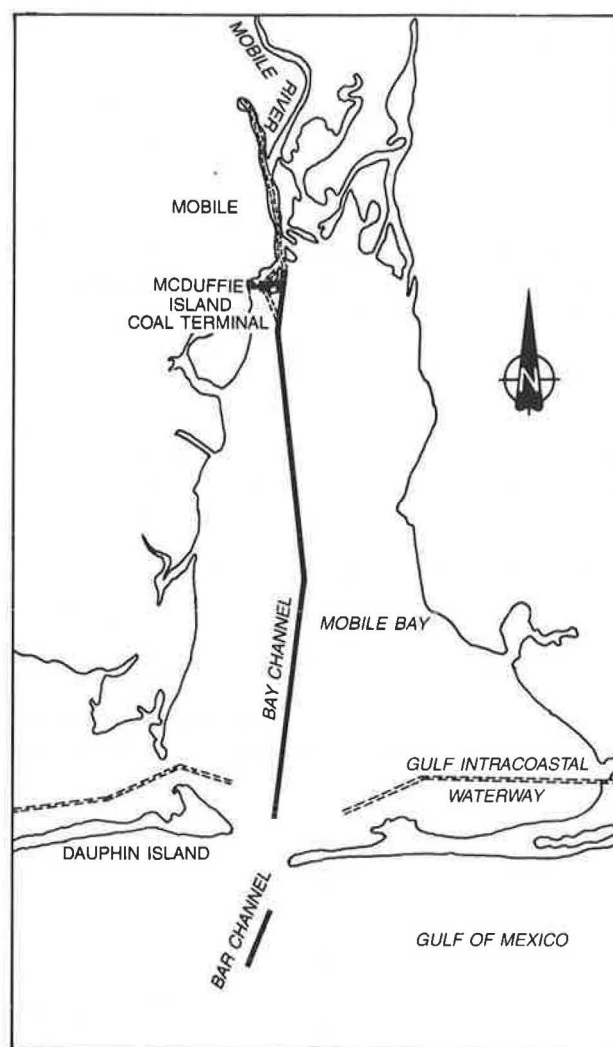 MOBILE
RIVER
MOBILE
MCDUFFIE
ISLAND
COAL TERMINAL
N
BAY CHANNEL
MOBILE BAY
GULF INTRACOASTAL
WATERWAY
DAUPHIN ISLAND
BAR CHANNEL
GULF OF MEXICO